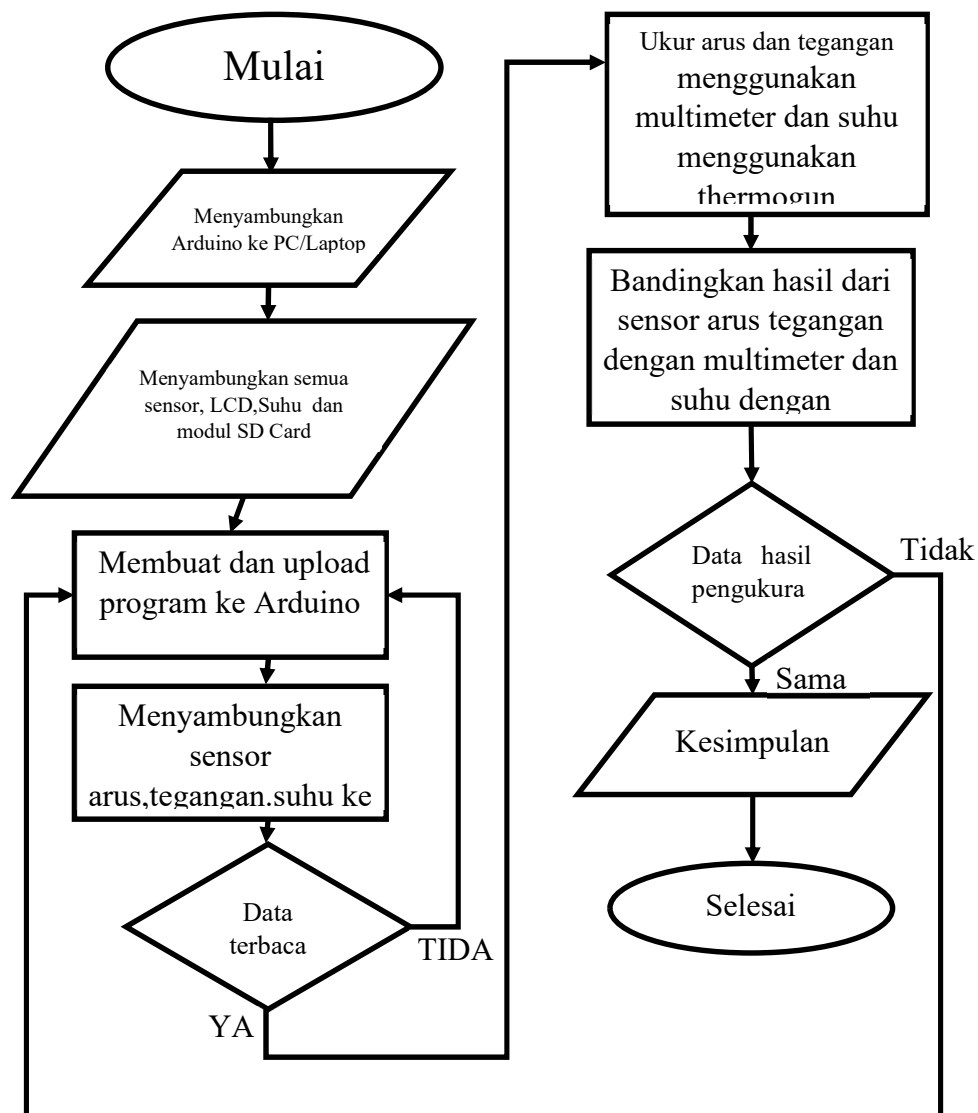 Mulai
Menyambungkan
Arduino ke PC/Laptop
Menyambungkan semua
sensor, LCD,Suhu dan
modul SD Card
Membuat dan upload
program ke Arduino
Menyambungkan
sensor
arus,tegangan.suhu ke
Data
terbaca
TIDA
YA
Ukur arus dan tegangan
menggunakan
multimeter dan suhu
menggunakan
thermogun
Bandingkan hasil dari
sensor arus tegangan
dengan multimeter dan
suhu dengan
Data hasil
pengukura
Tidak
Sama
Kesimpulan
Selesai